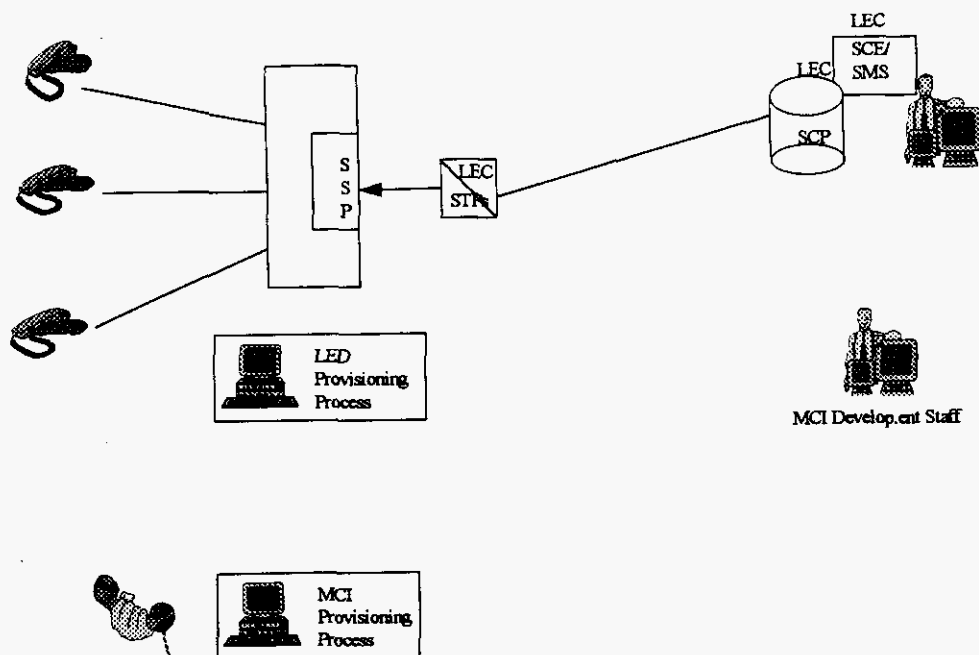 LEC
SCE/
SMS
LEC
SCP
S
S
P
LEC
STPs
LED
Provisioning
Process
MCI Develop.ent Staff
MCI
Provisioning
Process